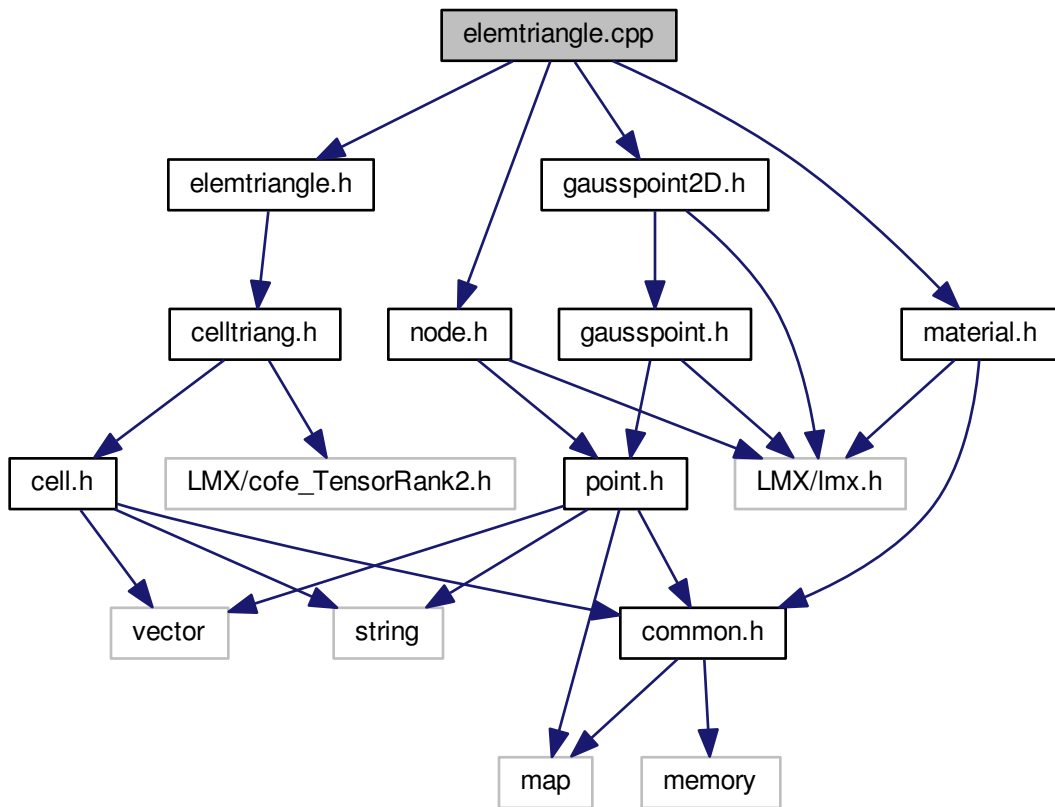 elemtriangle.cpp
elemtriangle.h
gausspoint2D.h
celltriang.h
node.h
gausspoint.h
material.h
cell.h
LMX/cofe_TensorRank2.h
point.h
LMX/lmx.h
vector
string
common.h
map
memory